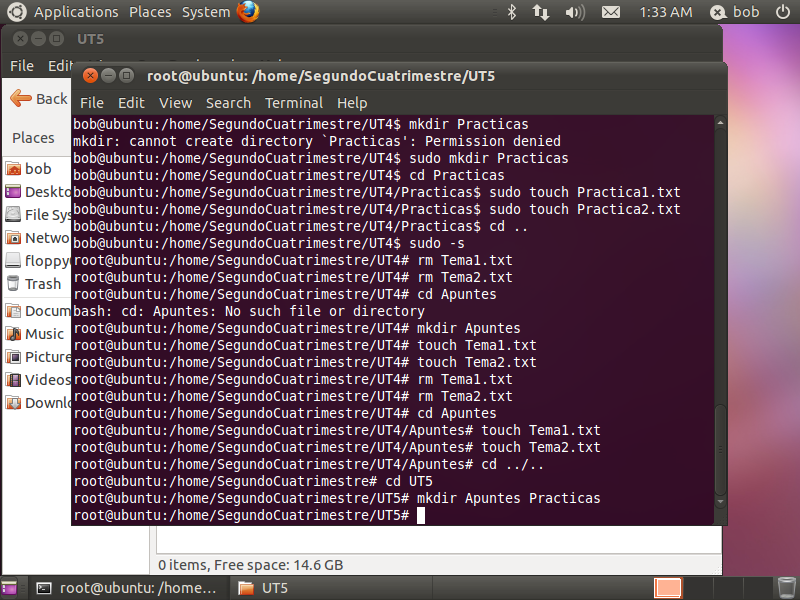 Applications Places System
1:33 AM
bob
UT5
File Edit
root@ubuntu: /home/SegundoCuatrimestre/UT5
Back
File Edit View Search Terminal Help
Places
bob
Deskto
File Sys
Netwo
floppy
Trash
Docum
Music
Picture
Videos
Downlo
bob@ubuntu:/home/SegundoCuatrimestre/UT4$ mkdir Practicas
mkdir: cannot create directory `Practicas': Permission denied
bob@ubuntu:/home/SegundoCuatrimestre/UT4$ sudo mkdir Practicas
bob@ubuntu:/home/SegundoCuatrimestre/UT4$ cd Practicas
bob@ubuntu:/home/SegundoCuatrimestre/UT4/Practicas$ sudo touch Practica1.txt
bob@ubuntu:/home/SegundoCuatrimestre/UT4/Practicas$ sudo touch Practica2.txt
bob@ubuntu:/home/SegundoCuatrimestre/UT4/Practicas$ cd ..
bob@ubuntu:/home/SegundoCuatrimestre/UT4$ sudo -s
root@ubuntu:/home/SegundoCuatrimestre/UT4# rm Tema1.txt
root@ubuntu:/home/SegundoCuatrimestre/UT4# rm Tema2.txt
root@ubuntu:/home/SegundoCuatrimestre/UT4# cd Apuntes
bash: cd: Apuntes: No such file or directory
root@ubuntu:/home/SegundoCuatrimestre/UT4# mkdir Apuntes
root@ubuntu:/home/SegundoCuatrimestre/UT4# touch Tema1.txt
root@ubuntu:/home/SegundoCuatrimestre/UT4# touch Tema2.txt
root@ubuntu:/home/SegundoCuatrimestre/UT4# rm Tema1.txt
root@ubuntu:/home/SegundoCuatrimestre/UT4# rm Tema2.txt
root@ubuntu:/home/SegundoCuatrimestre/UT4# cd Apuntes
root@ubuntu:/home/SegundoCuatrimestre/UT4/Apuntes# touch Tema1.txt
root@ubuntu:/home/SegundoCuatrimestre/UT4/Apuntes# touch Tema2.txt
root@ubuntu:/home/SegundoCuatrimestre/UT4/Apuntes# cd ../..
root@ubuntu:/home/SegundoCuatrimestre# cd UT5
root@ubuntu:/home/SegundoCuatrimestre/UT5# mkdir Apuntes Practicas
root@ubuntu:/home/SegundoCuatrimestre/UT5#
0 items, Free space: 14.6 GB
root@ubuntu: /home...
UT5